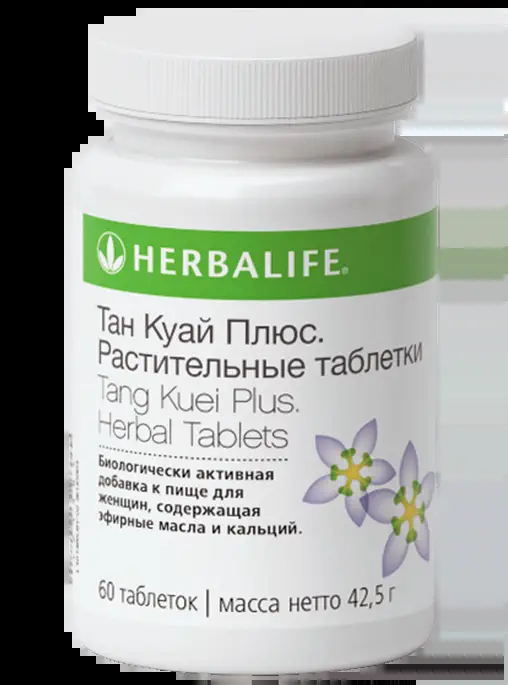 HERBALIFE®
Тан Куай Плюс.
Растительные таблетки
Tang Kuei Plus.
Herbal Tablets
Биологически активная
добавка к пище для
женщин, содержащая
эфирные масла и кальций.
60 таблеток | масса нетто 42,5 г